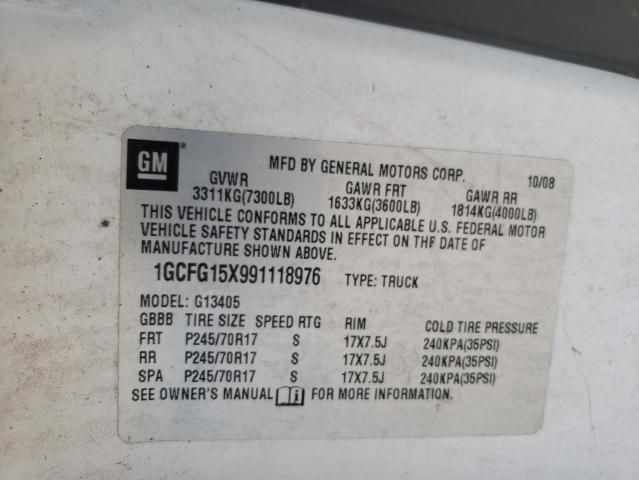 GM ®
MFD BY GENERAL MOTORS CORP. 10/08
GVWR GAWR FRT GAWR RR
3311KG(7300LB) 1633KG(3600LB) 1814KG(4000LB)
THIS VEHICLE CONFORMS TO ALL APPLICABLE U.S. FEDERAL MOTOR
VEHICLE SAFETY STANDARDS IN EFFECT ON THE DATE OF
MANUFACTURE SHOWN ABOVE.
1GCFG15X991118976 TYPE: TRUCK
MODEL: G13405
GBBB TIRE SIZE SPEED RTG RIM COLD TIRE PRESSURE
FRT P245/70R17 S 17X7.5J 240KPA(35PSI)
RR P245/70R17 S 17X7.5J 240KPA(35PSI)
SPA P245/70R17 S 17X7.5J 240KPA(35PSI)
SEE OWNER'S MANUAL i FOR MORE INFORMATION.